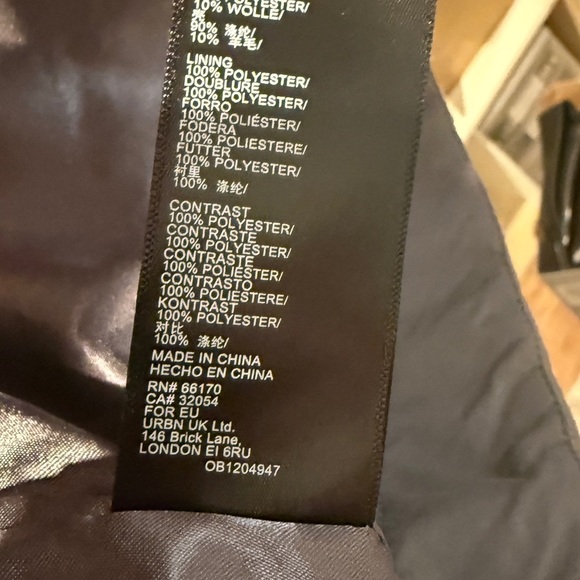 10% WOLLE/
90% 涤纶/
10% 羊毛/
LINING
100% POLYESTER/
DOUBLURE
100% POLYESTER/
FORRO
100% POLIÉSTER/
FODERA
100% POLIESTERE/
FUTTER
100% POLYESTER/
衬里
100% 涤纶/
CONTRAST
100% POLYESTER/
CONTRASTE
100% POLYESTER/
CONTRASTE
100% POLIÉSTER/
CONTRASTO
100% POLIESTERE/
KONTRAST
100% POLYESTER/
对比
100% 涤纶/
MADE IN CHINA
HECHO EN CHINA
RN# 66170
CA# 32054
FOR EU
URBN UK Ltd.
146 Brick Lane,
LONDON EI 6RU
OB1204947